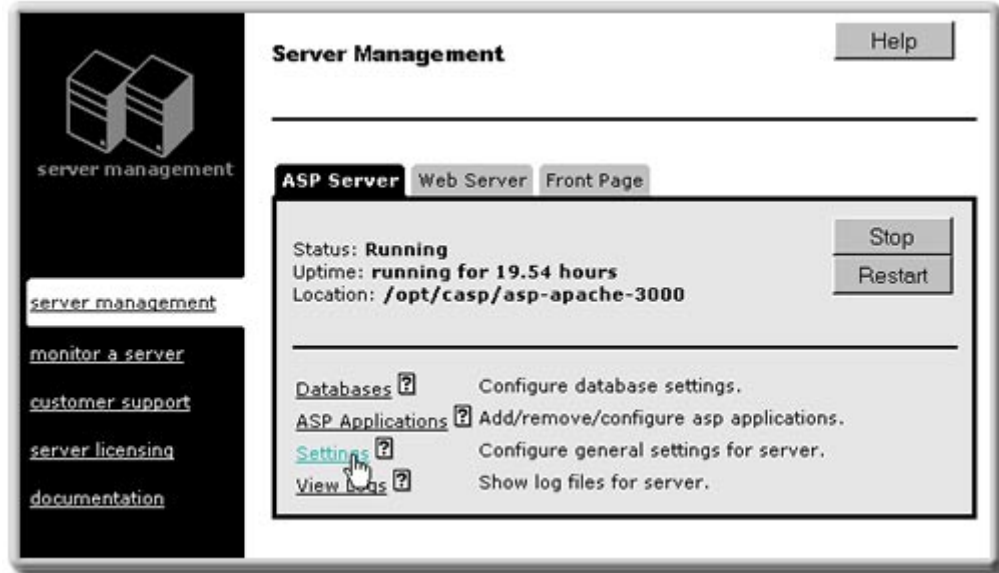 Server Management
Help
server management
ASP Server Web Server Front Page
Status: Running
Uptime: running for 19.54 hours
Location: /opt/casp/asp-apache-3000
Stop
Restart
server management
monitor a server
customer support
server licensing
documentation
Databases ? Configure database settings.
ASP Applications ? Add/remove/configure asp applications.
Settings ? Configure general settings for server.
View Logs ? Show log files for server.